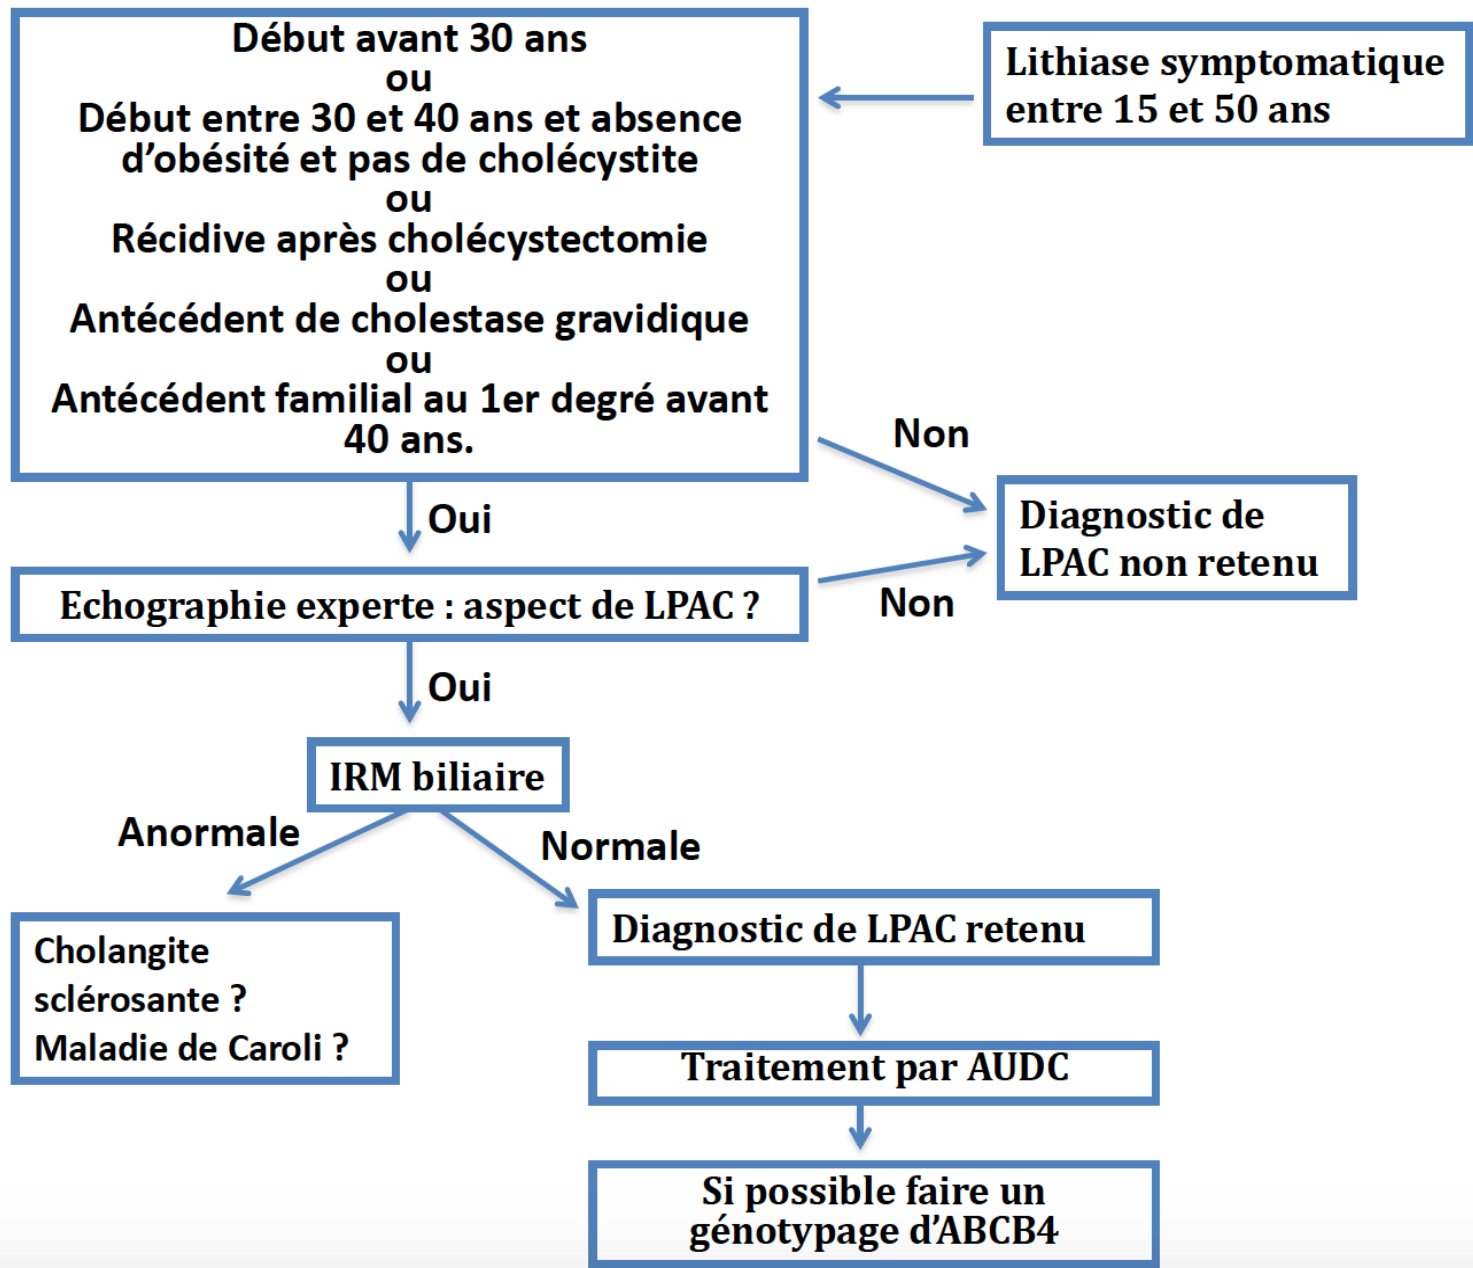 Lithiase symptomatique
entre 15 et 50 ans
Début avant 30 ans
ou
Début entre 30 et 40 ans et absence
d’obésité et pas de cholécystite
ou
Récidive après cholécystectomie
ou
Antécédent de cholestase gravidique
ou
Antécédent familial au 1er degré avant
40 ans.
Non
Diagnostic de
LPAC non retenu
Oui
Echographie experte : aspect de LPAC ?
Non
Oui
IRM biliaire
Anormale
Normale
Cholangite
sclérosante ?
Maladie de Caroli ?
Diagnostic de LPAC retenu
Traitement par AUDC
Si possible faire un
génotypage d’ABCB4